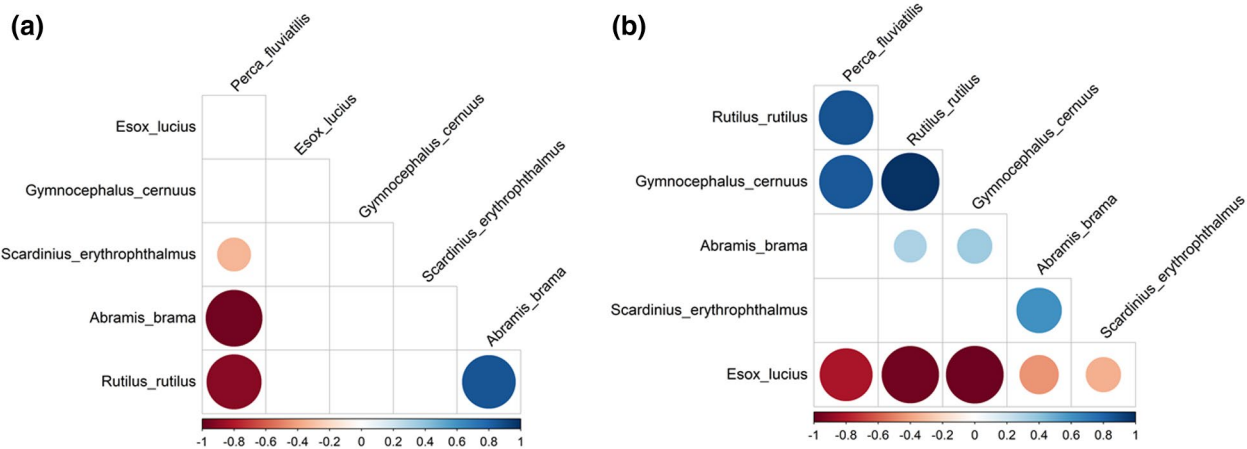 (a)
Perca_fluviatilis
Esox_lucius
Esox_lucius
Gymnocephalus_cernuus
Gymnocephalus_cernuus
Scardinius_erythrophthalmus
Scardinius_erythrophthalmus
Abramis_brama
Abramis_brama
Rutilus_rutilus
-1 -0.8 -0.6 -0.4 -0.2 0 0.2 0.4 0.6 0.8 1
(b)
Perca_fluviatilis
Rutilus_rutilus
Rutilus_rutilus
Gymnocephalus_cernuus
Gymnocephalus_cernuus
Abramis_brama
Abramis_brama
Scardinius_erythrophthalmus
Scardinius_erythrophthalmus
Esox_lucius
-1 -0.8 -0.6 -0.4 -0.2 0 0.2 0.4 0.6 0.8 1